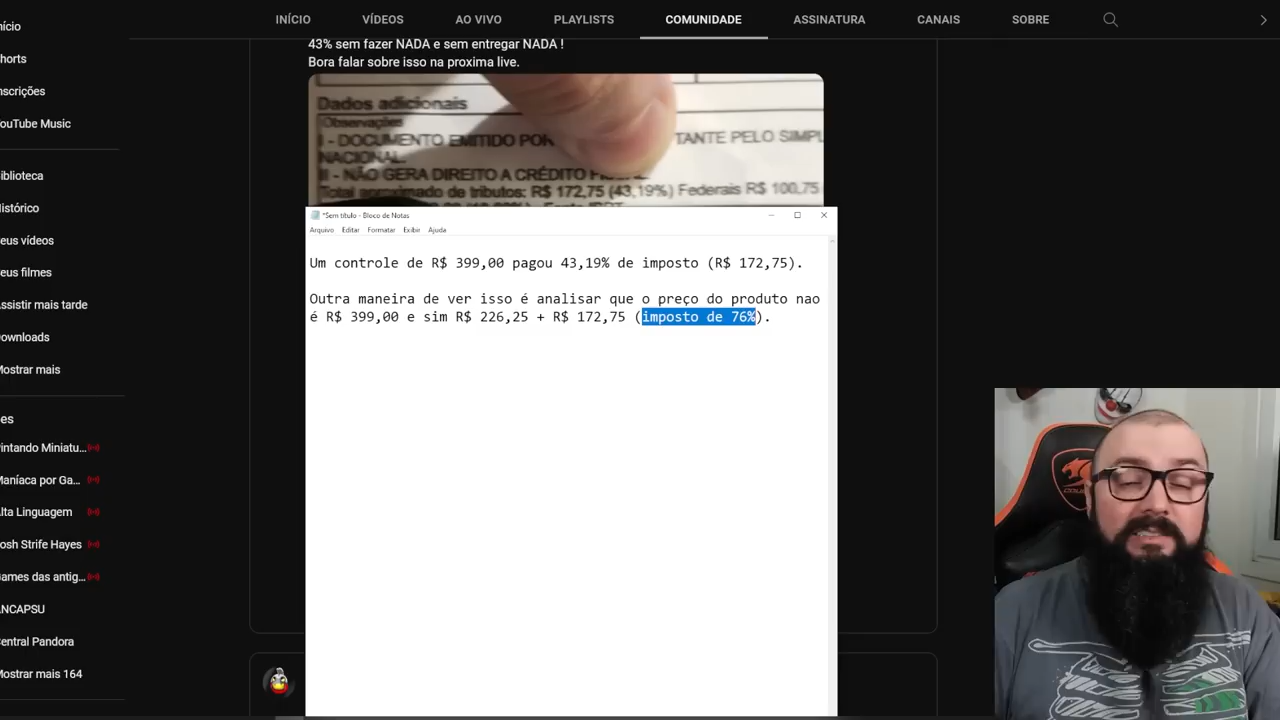 INÍCIO VÍDEOS AO VIVO PLAYLISTS COMUNIDADE ASSINATURA CANAIS SOBRE
nício
horts
nscrições
ouTube Music
iblioteca
istórico
eus vídeos
eus filmes
ssistir mais tarde
ownloads
ostrar mais
ões
intando Miniatu...
aníaca por Ga...
lta Linguagem
osh Strife Hayes
ames das antig...
NCAPSU
entral Pandora
ostrar mais 164
43% sem fazer NADA e sem entregar NADA !
Bora falar sobre isso na proxima live.
Dados adicionais
Observações
I - DOCUMENTO EMITIDO POR TANTE PELO SIMPL
NACIONAL.
II - NÃO GERA DIREITO A CRÉDITO
Total aproximado de tributos: R$ 172,75 (43,19%) Federais R$ 100,75
*Sem título - Bloco de Notas
Arquivo Editar Formatar Exibir Ajuda
Um controle de R$ 399,00 pagou 43,19% de imposto (R$ 172,75).
Outra maneira de ver isso é analisar que o preço do produto nao
é R$ 399,00 e sim R$ 226,25 + R$ 172,75 (imposto de 76%).